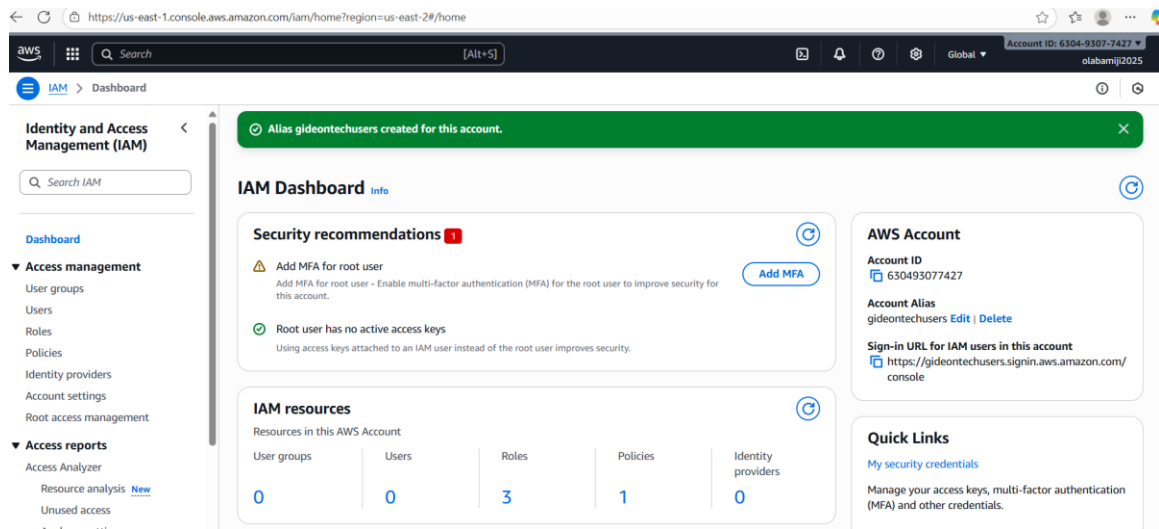 https://us-east-1.console.aws.amazon.com/iam/home?region=us-east-2#/home
aws
Search
[Alt+S]
Global
Account ID: 6304-9307-7427
olabamiji2025
IAM > Dashboard
Identity and Access
Management (IAM)
Search IAM
Dashboard
Access management
User groups
Users
Roles
Policies
Identity providers
Account settings
Root access management
Access reports
Access Analyzer
Resource analysis New
Unused access
Alias gideontechusers created for this account.
IAM Dashboard Info
Security recommendations 1
Add MFA for root user
Add MFA for root user - Enable multi-factor authentication (MFA) for the root user to improve security for
this account.
Add MFA
Root user has no active access keys
Using access keys attached to an IAM user instead of the root user improves security.
IAM resources
Resources in this AWS Account
User groups
Users
Roles
Policies
Identity
providers
0
0
3
1
0
AWS Account
Account ID
630493077427
Account Alias
gideontechusers Edit | Delete
Sign-in URL for IAM users in this account
https://gideontechusers.signin.aws.amazon.com/
console
Quick Links
My security credentials
Manage your access keys, multi-factor authentication
(MFA) and other credentials.